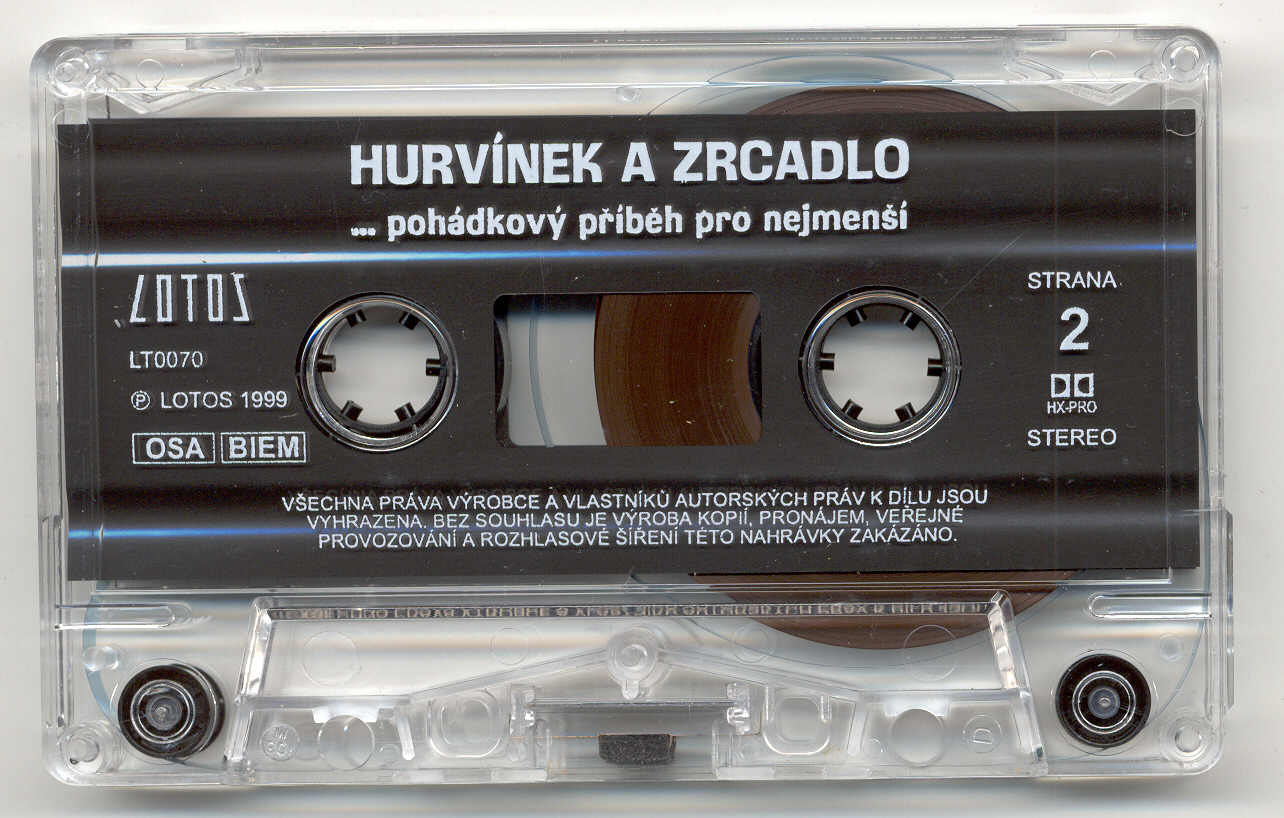 HURVÍNEK A ZRCADLO
... pohádkový příběh pro nejmenší
LOTOS
LT0070
℗ LOTOS 1999
OSA BIEM
STRANA
2
HX-PRO
STEREO
VŠECHNA PRÁVA VÝROBCE A VLASTNÍKŮ AUTORSKÝCH PRÁV K DÍLU JSOU
VYHRAZENA. BEZ SOUHLASU JE VÝROBA KOPIÍ, PRONÁJEM, VEŘEJNÉ
PROVOZOVÁNÍ A ROZHLASOVÉ ŠÍŘENÍ TÉTO NAHRÁVKY ZAKÁZÁNO.